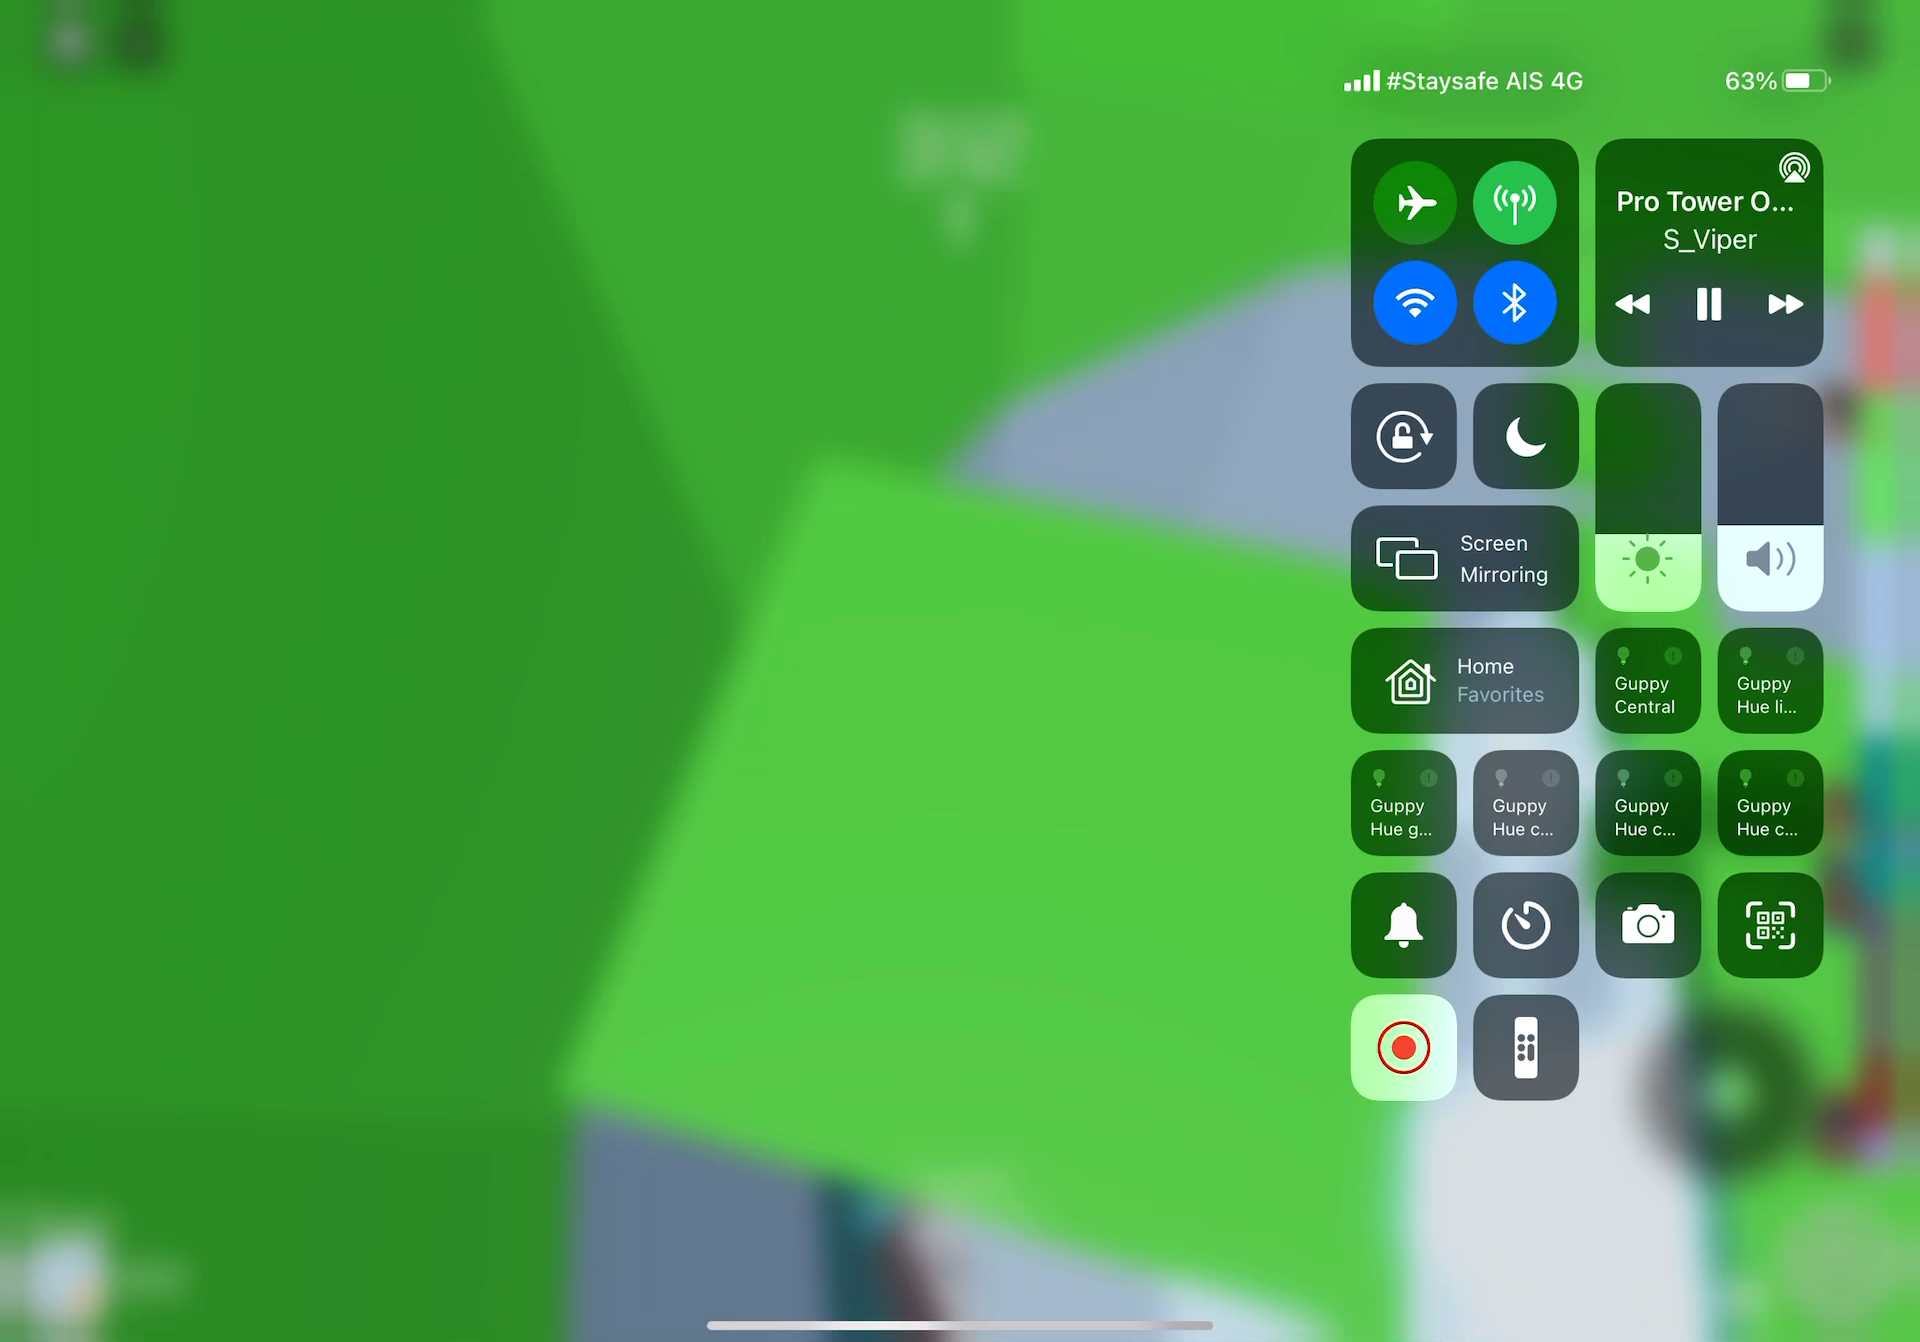 #Staysafe AIS 4G
63%
Pro Tower O...
S_Viper
Screen
Mirroring
Home
Favorites
Guppy
Central
Guppy
Hue li...
Guppy
Hue g...
Guppy
Hue c...
Guppy
Hue c...
Guppy
Hue c...